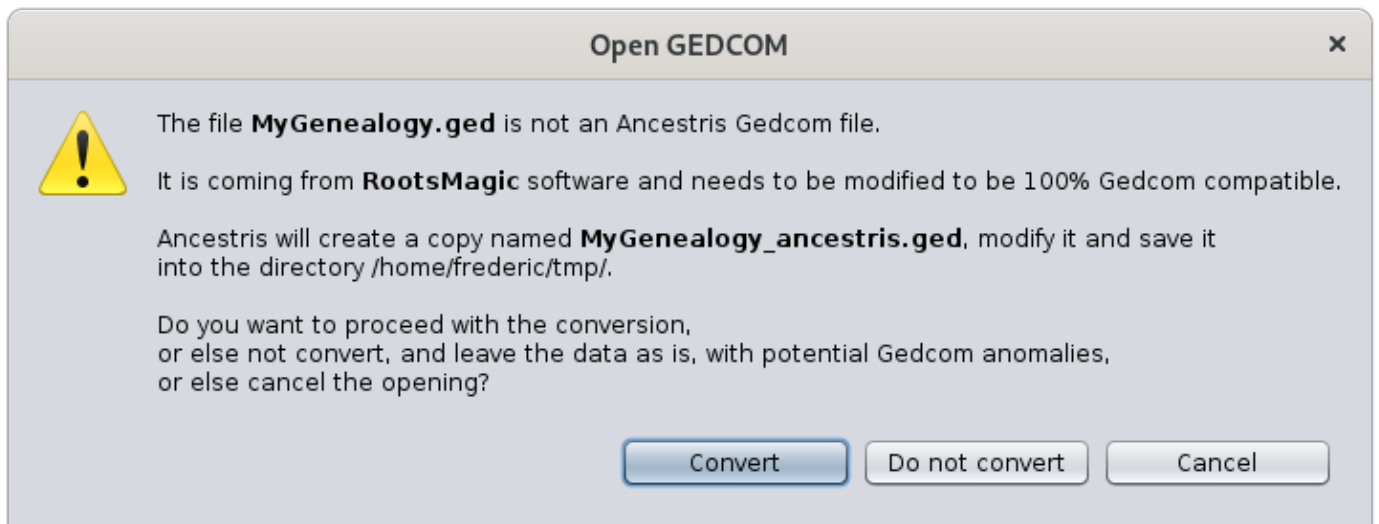 Open GEDCOM
The file MyGenealogy.ged is not an Ancestris Gedcom file.
It is coming from RootsMagic software and needs to be modified to be 100% Gedcom compatible.
Ancestris will create a copy named MyGenealogy_ancestris.ged, modify it and save it
into the directory /home/frederic/tmp/.
Do you want to proceed with the conversion,
or else not convert, and leave the data as is, with potential Gedcom anomalies,
or else cancel the opening?
Convert Do not convert Cancel